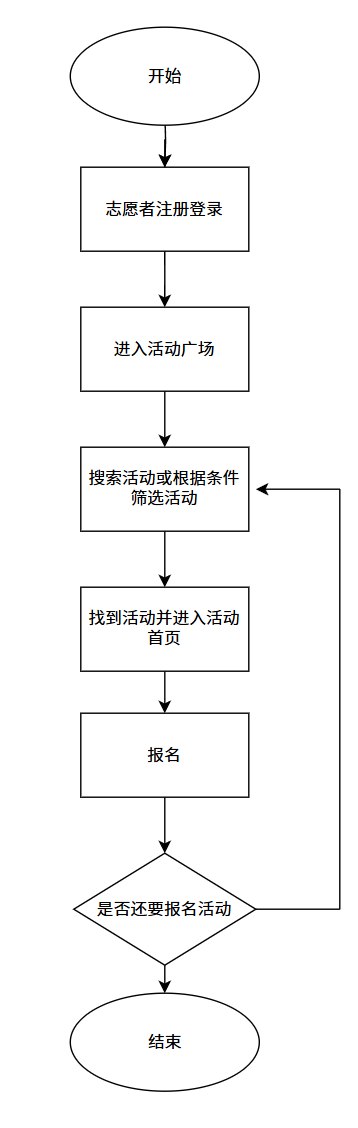 开始
志愿者注册登录
进入活动广场
搜索活动或根据条件
筛选活动
找到活动并进入活动
首页
报名
是否还要报名活动
结束